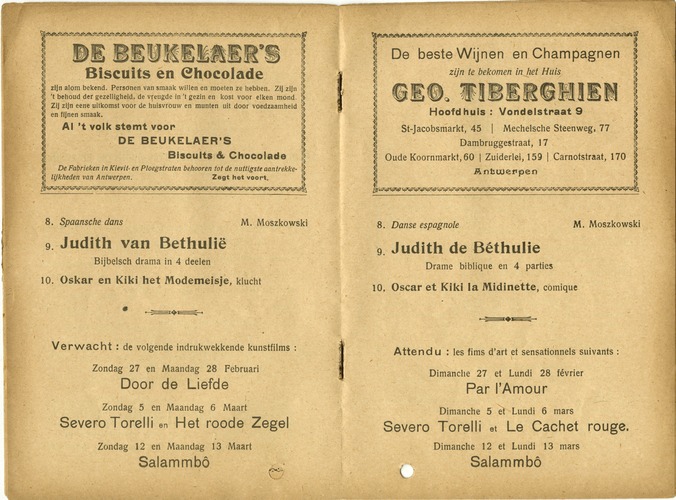 DE BEUKELAER'S
Biscuits en Chocolade
zijn alom bekend. Personen van smaak willen en moeten ze hebben. Zij zijn
't behoud der gezelligheid, de vrengde in 't gezin en kost voor elken mond.
Zij zijn eene uitkomst voor de huisvrouw en munten uit door voedzaamheid
en fijnen smaak.
Al 't volk stemt voor
DE BEUKELAER'S
Biscuits & Chocolade
De Fabrieken in Kievit- en Ploegstraten behooren tot de nuttigste aantrekke-
lijkheden van Antwerpen. Zegt het voort.
8. Spaansche dans M. Moszkowski
9. Judith van Bethulië
Bijbelsch drama in 4 deelen
10. Oskar en Kiki het Modemeisje, klucht
Verwacht : de volgende indrukwekkende kunstfilms :
Zondag 27 en Maandag 28 Februari
Door de Liefde
Zondag 5 en Maandag 6 Maart
Severo Torelli en Het roode Zegel
Zondag 12 en Maandag 13 Maart
Salammbô
De beste Wijnen en Champagnen
zijn te bekomen in het Huis
GEO. TIBERGHIEN
Hoofdhuis : Vondelstraat 9
St-Jacobsmarkt, 45 | Mechelsche Steenweg, 77
Dambruggestraat, 17
Oude Koornmarkt, 60 | Zuiderlei, 159 | Carnotstraat, 170
Antwerpen
8. Danse espagnole M. Moszkowski
9. Judith de Béthulie
Drame biblique en 4 parties
10. Oscar et Kiki la Midinette, comique
Attendu : les fims d'art et sensationnels suivants :
Dimanche 27 et Lundi 28 février
Par l'Amour
Dimanche 5 et Lundi 6 mars
Severo Torelli et Le Cachet rouge.
Dimanche 12 et Lundi 13 mars
Salammbô